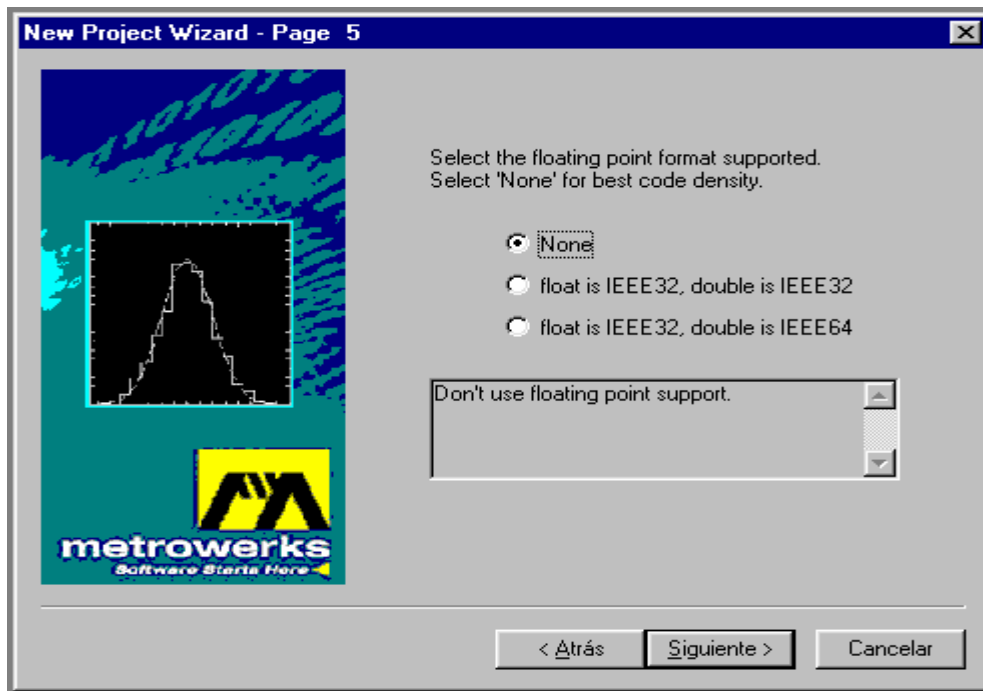 New Project Wizard - Page 5
1010101
101010
Select the floating point format supported.
Select 'None' for best code density.
None
float is IEEE32, double is IEEE32
float is IEEE32, double is IEEE64
Don't use floating point support.
metrowerks
Software Starts Here
< Atrás
Siguiente >
Cancelar